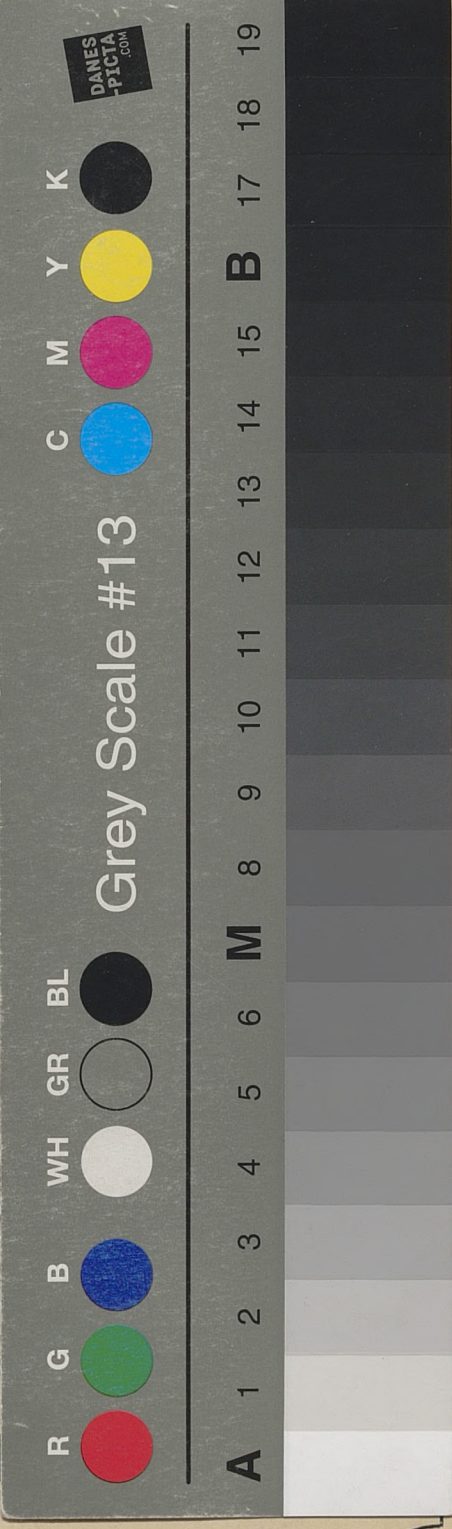 R G B WH GR BL Grey Scale #13 C M Y K
DANES
-PICTA
.COM
A 1 2 3 4 5 6 M 8 9 10 11 12 13 14 15 B 17 18 19